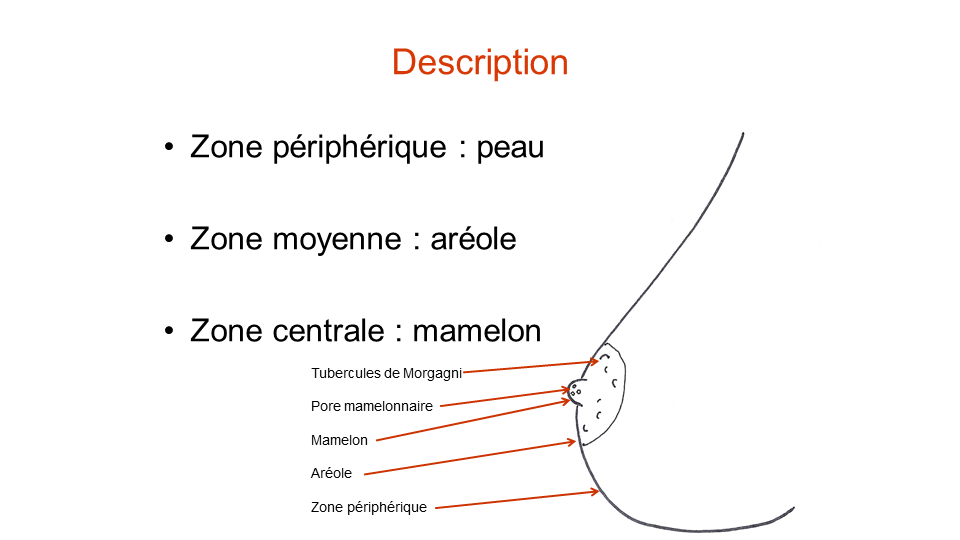 Description
• Zone périphérique : peau
• Zone moyenne : aréole
• Zone centrale : mamelon
Tubercules de Morgagni
Pore mamelonnaire
Mamelon
Aréole
Zone périphérique